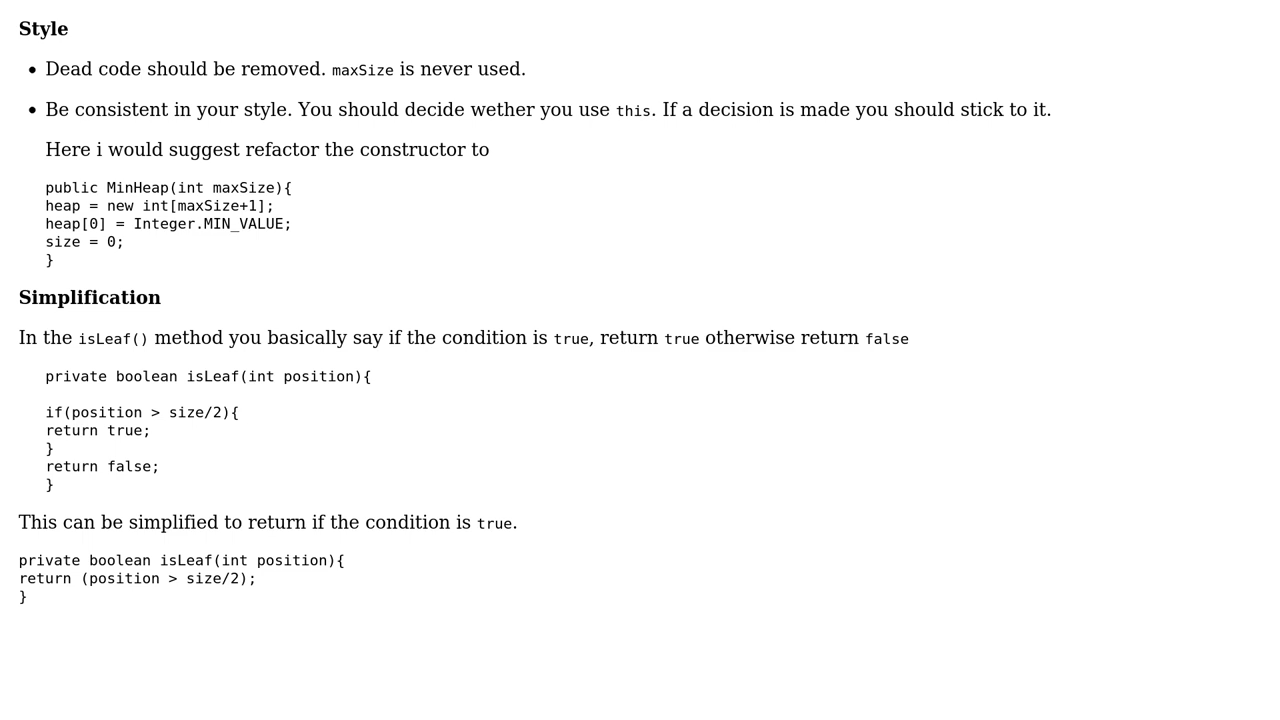 Style
• Dead code should be removed. maxSize is never used.
• Be consistent in your style. You should decide wether you use this. If a decision is made you should stick to it.
Here i would suggest refactor the constructor to
public MinHeap(int maxSize){
heap = new int[maxSize+1];
heap[0] = Integer.MIN_VALUE;
size = 0;
}
Simplification
In the isLeaf() method you basically say if the condition is true, return true otherwise return false
private boolean isLeaf(int position){
if(position > size/2){
return true;
}
return false;
}
This can be simplified to return if the condition is true.
private boolean isLeaf(int position){
return (position > size/2);
}